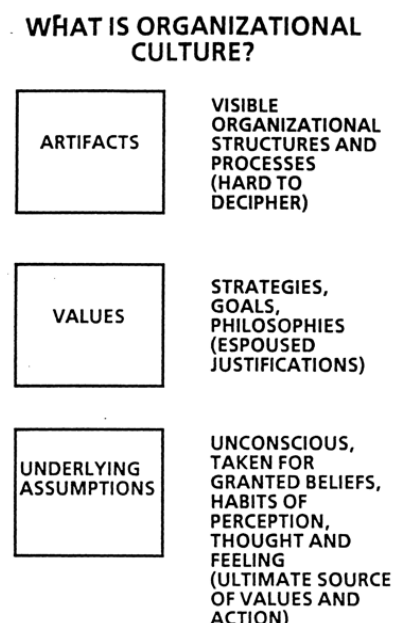 WHAT IS ORGANIZATIONAL
CULTURE?
ARTIFACTS
VISIBLE
ORGANIZATIONAL
STRUCTURES AND
PROCESSES
(HARD TO
DECIPHER)
VALUES
STRATEGIES,
GOALS,
PHILOSOPHIES
(ESPOUSED
JUSTIFICATIONS)
UNDERLYING
ASSUMPTIONS
UNCONSCIOUS,
TAKEN FOR
GRANTED BELIEFS,
HABITS OF
PERCEPTION,
THOUGHT AND
FEELING
(ULTIMATE SOURCE
OF VALUES AND
ACTION)